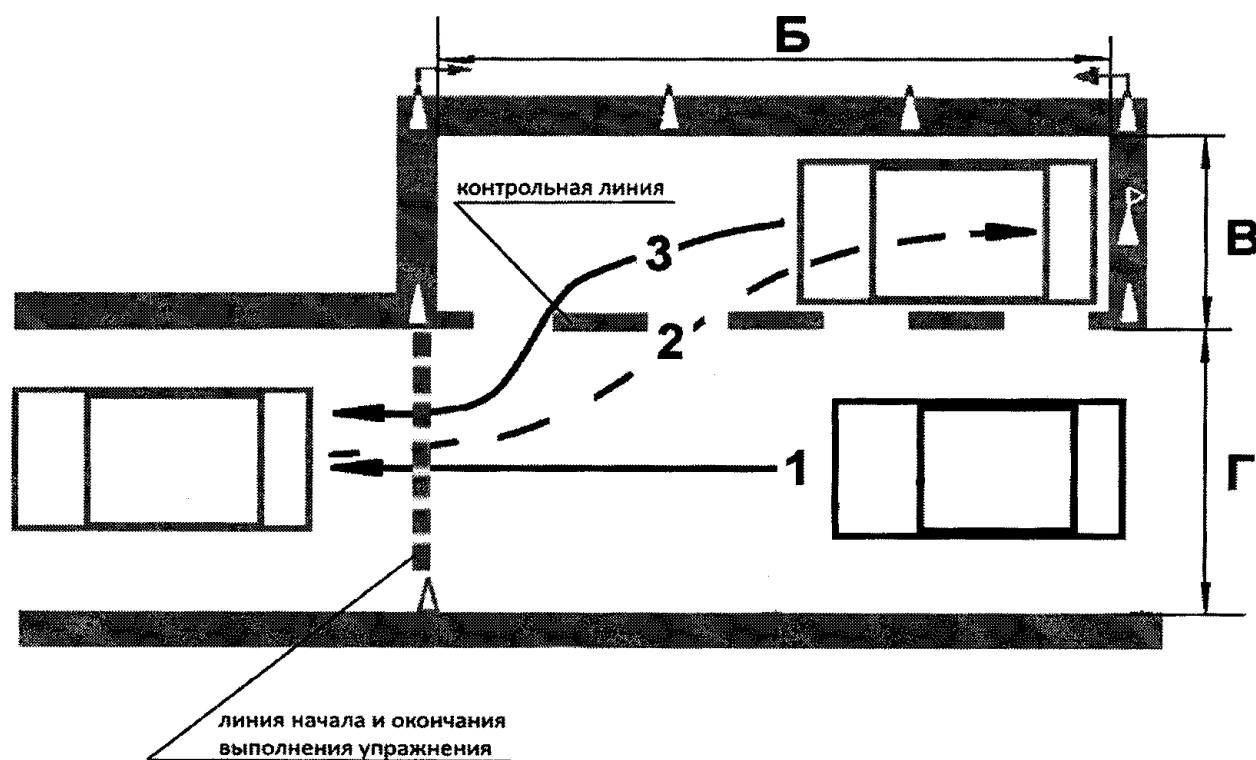 Б
контрольная линия
В
3
2
1
Г
линия начала и окончания
выполнения упражнения